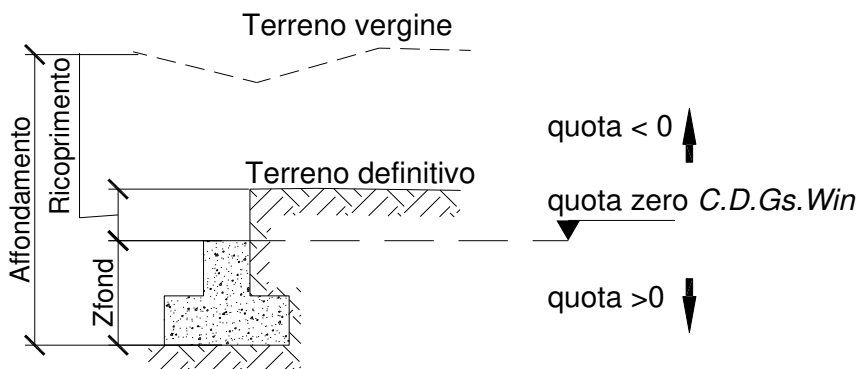 Terreno vergine
Affondamento
Ricoprimento
quota < 0
Terreno definitivo
quota zero C.D.Gs.Win
Zfond
quota >0